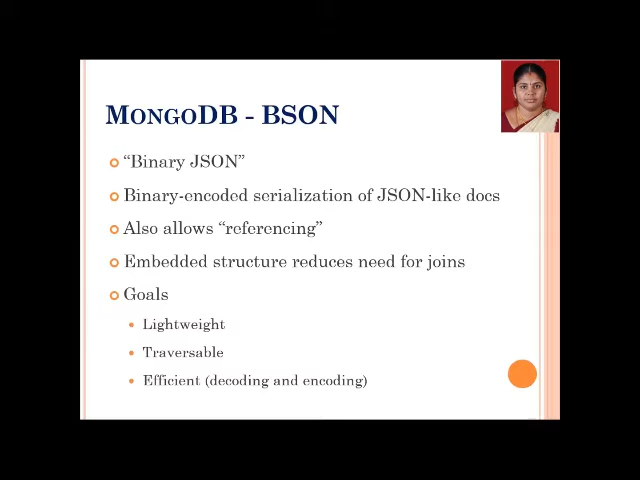 MONGODB - BSON
"Binary JSON"
Binary-encoded serialization of JSON-like docs
Also allows "referencing"
Embedded structure reduces need for joins
Goals
Lightweight
Traversable
Efficient (decoding and encoding)